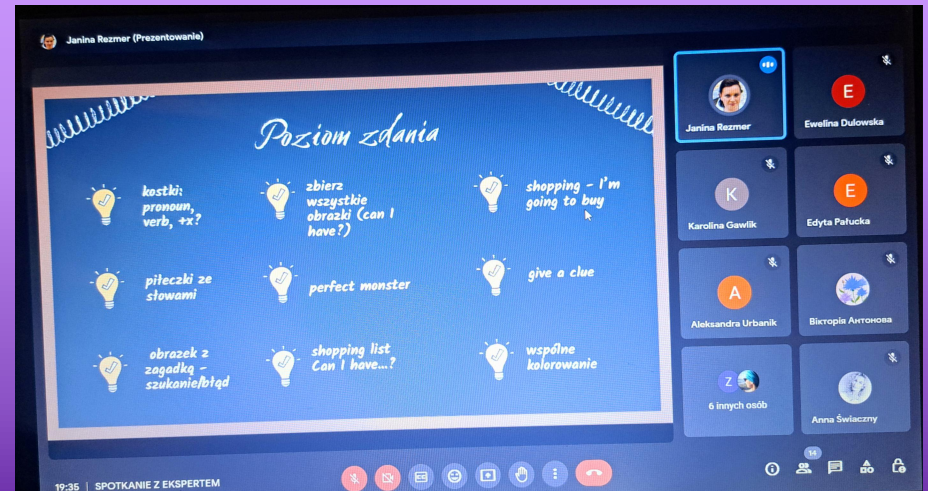 Janina Rezmer (Prezentowanie)
Poziom zdania
kostki:
pronoun,
verb, +x?
zbierz
wszystkie
obrazki (can I
have?)
shopping - I'm
going to buy
piłeczki ze
słowami
perfect monster
give a clue
obrazek z
zagadką -
szukanie/błąd
shopping list
Can I have...?
wspólne
kolorowanie
Janina Rezmer
E
Ewelina Dulowska
K
Karolina Gawlik
E
Edyta Pałucka
A
Aleksandra Urbanik
Вікторія Антонова
Z
6 innych osób
Anna Świaczny
19:35 | SPOTKANIE Z EKSPERTEM
CC
14